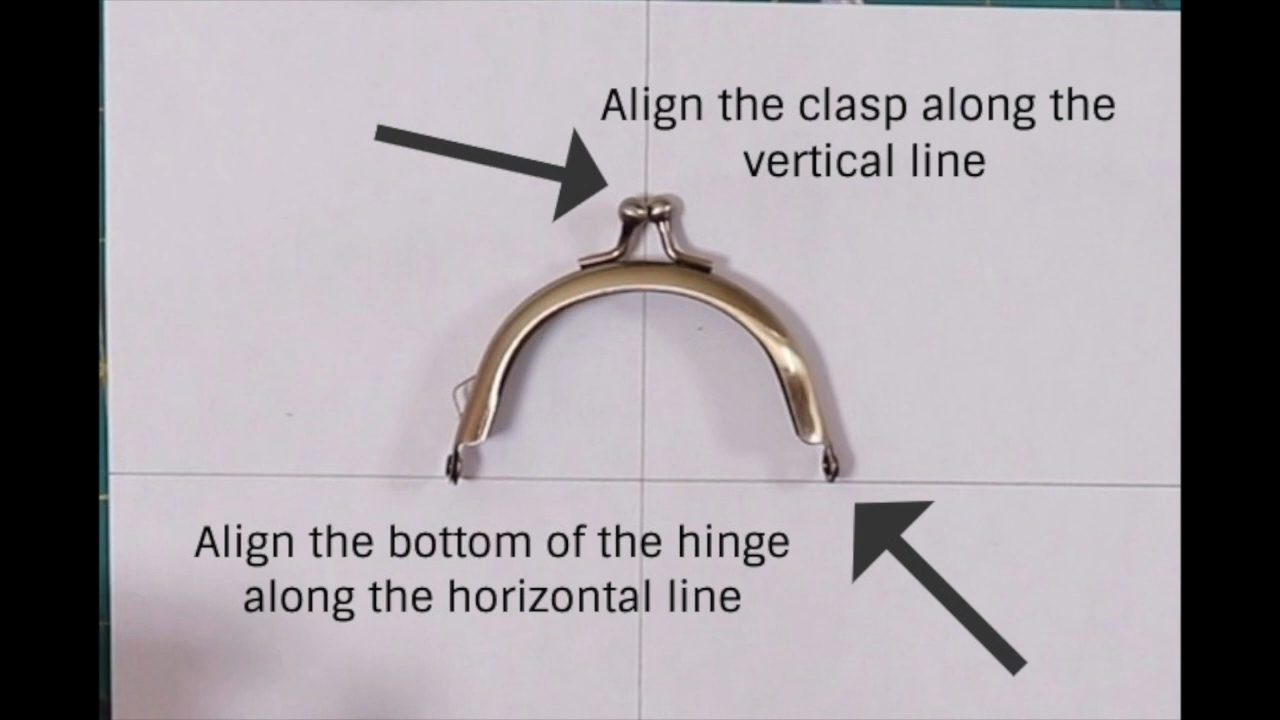 Align the clasp along the
vertical line
Align the bottom of the hinge
along the horizontal line